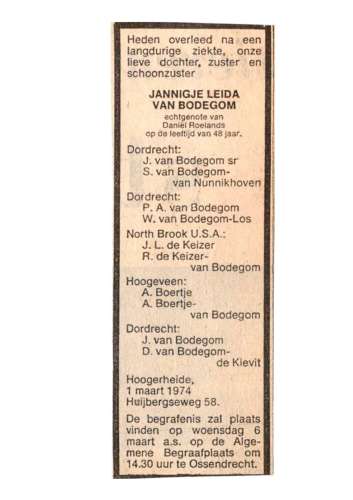 Heden overleed na een
langdurige ziekte, onze
lieve dochter, zuster en
schoonzuster
JANNIGJE LEIDA
VAN BODEGOM
echtgenote van
Daniël Roelands
op de leeftijd van 48 jaar.
Dordrecht:
J. van Bodegom sr
S. van Bodegom-
van Nunnikhoven
Dordrecht:
P. A. van Bodegom
W. van Bodegom-Los
North Brook U.S.A.:
J. L. de Keizer
R. de Keizer-
van Bodegom
Hoogeveen:
A. Boertje
A. Boertje-
van Bodegom
Dordrecht:
J. van Bodegom
D. van Bodegom-
de Kievit
Hoogerheide,
1 maart 1974
Huijbergseweg 58.
De begrafenis zal plaats
vinden op woensdag 6
maart a.s. op de Alge-
mene Begraafplaats om
14.30 uur te Ossendrecht.